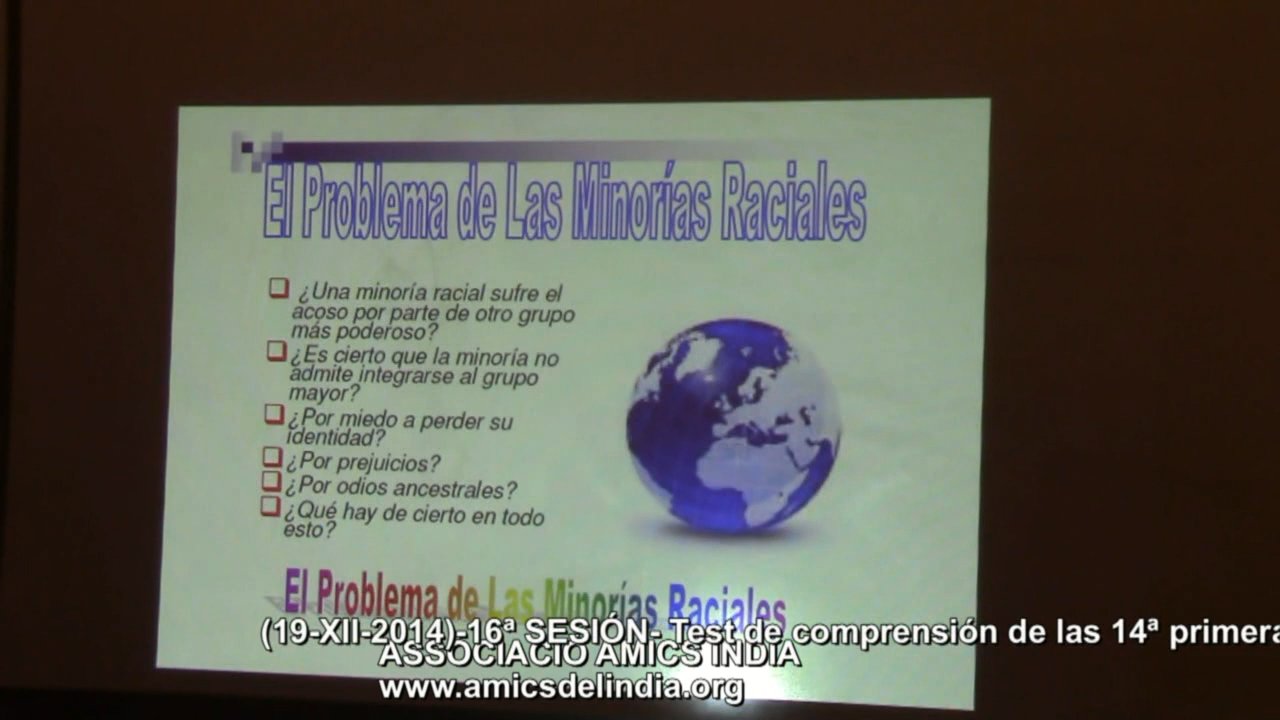 El Problema de Las Minorías Raciales
¿Una minoría racial sufre el
acoso por parte de otro grupo
más poderoso?
¿Es cierto que la minoría no
admite integrarse al grupo
mayor?
¿Por miedo a perder su
identidad?
¿Por prejuicios?
¿Por odios ancestrales?
¿Qué hay de cierto en todo
esto?
El Problema de Las Minorías Raciales
(19-XII-2014)-16ª SESIÓN- Test de comprensión de las 14ª primera
ASSOCIACIO AMICS INDIA
www.amicsdelindia.org